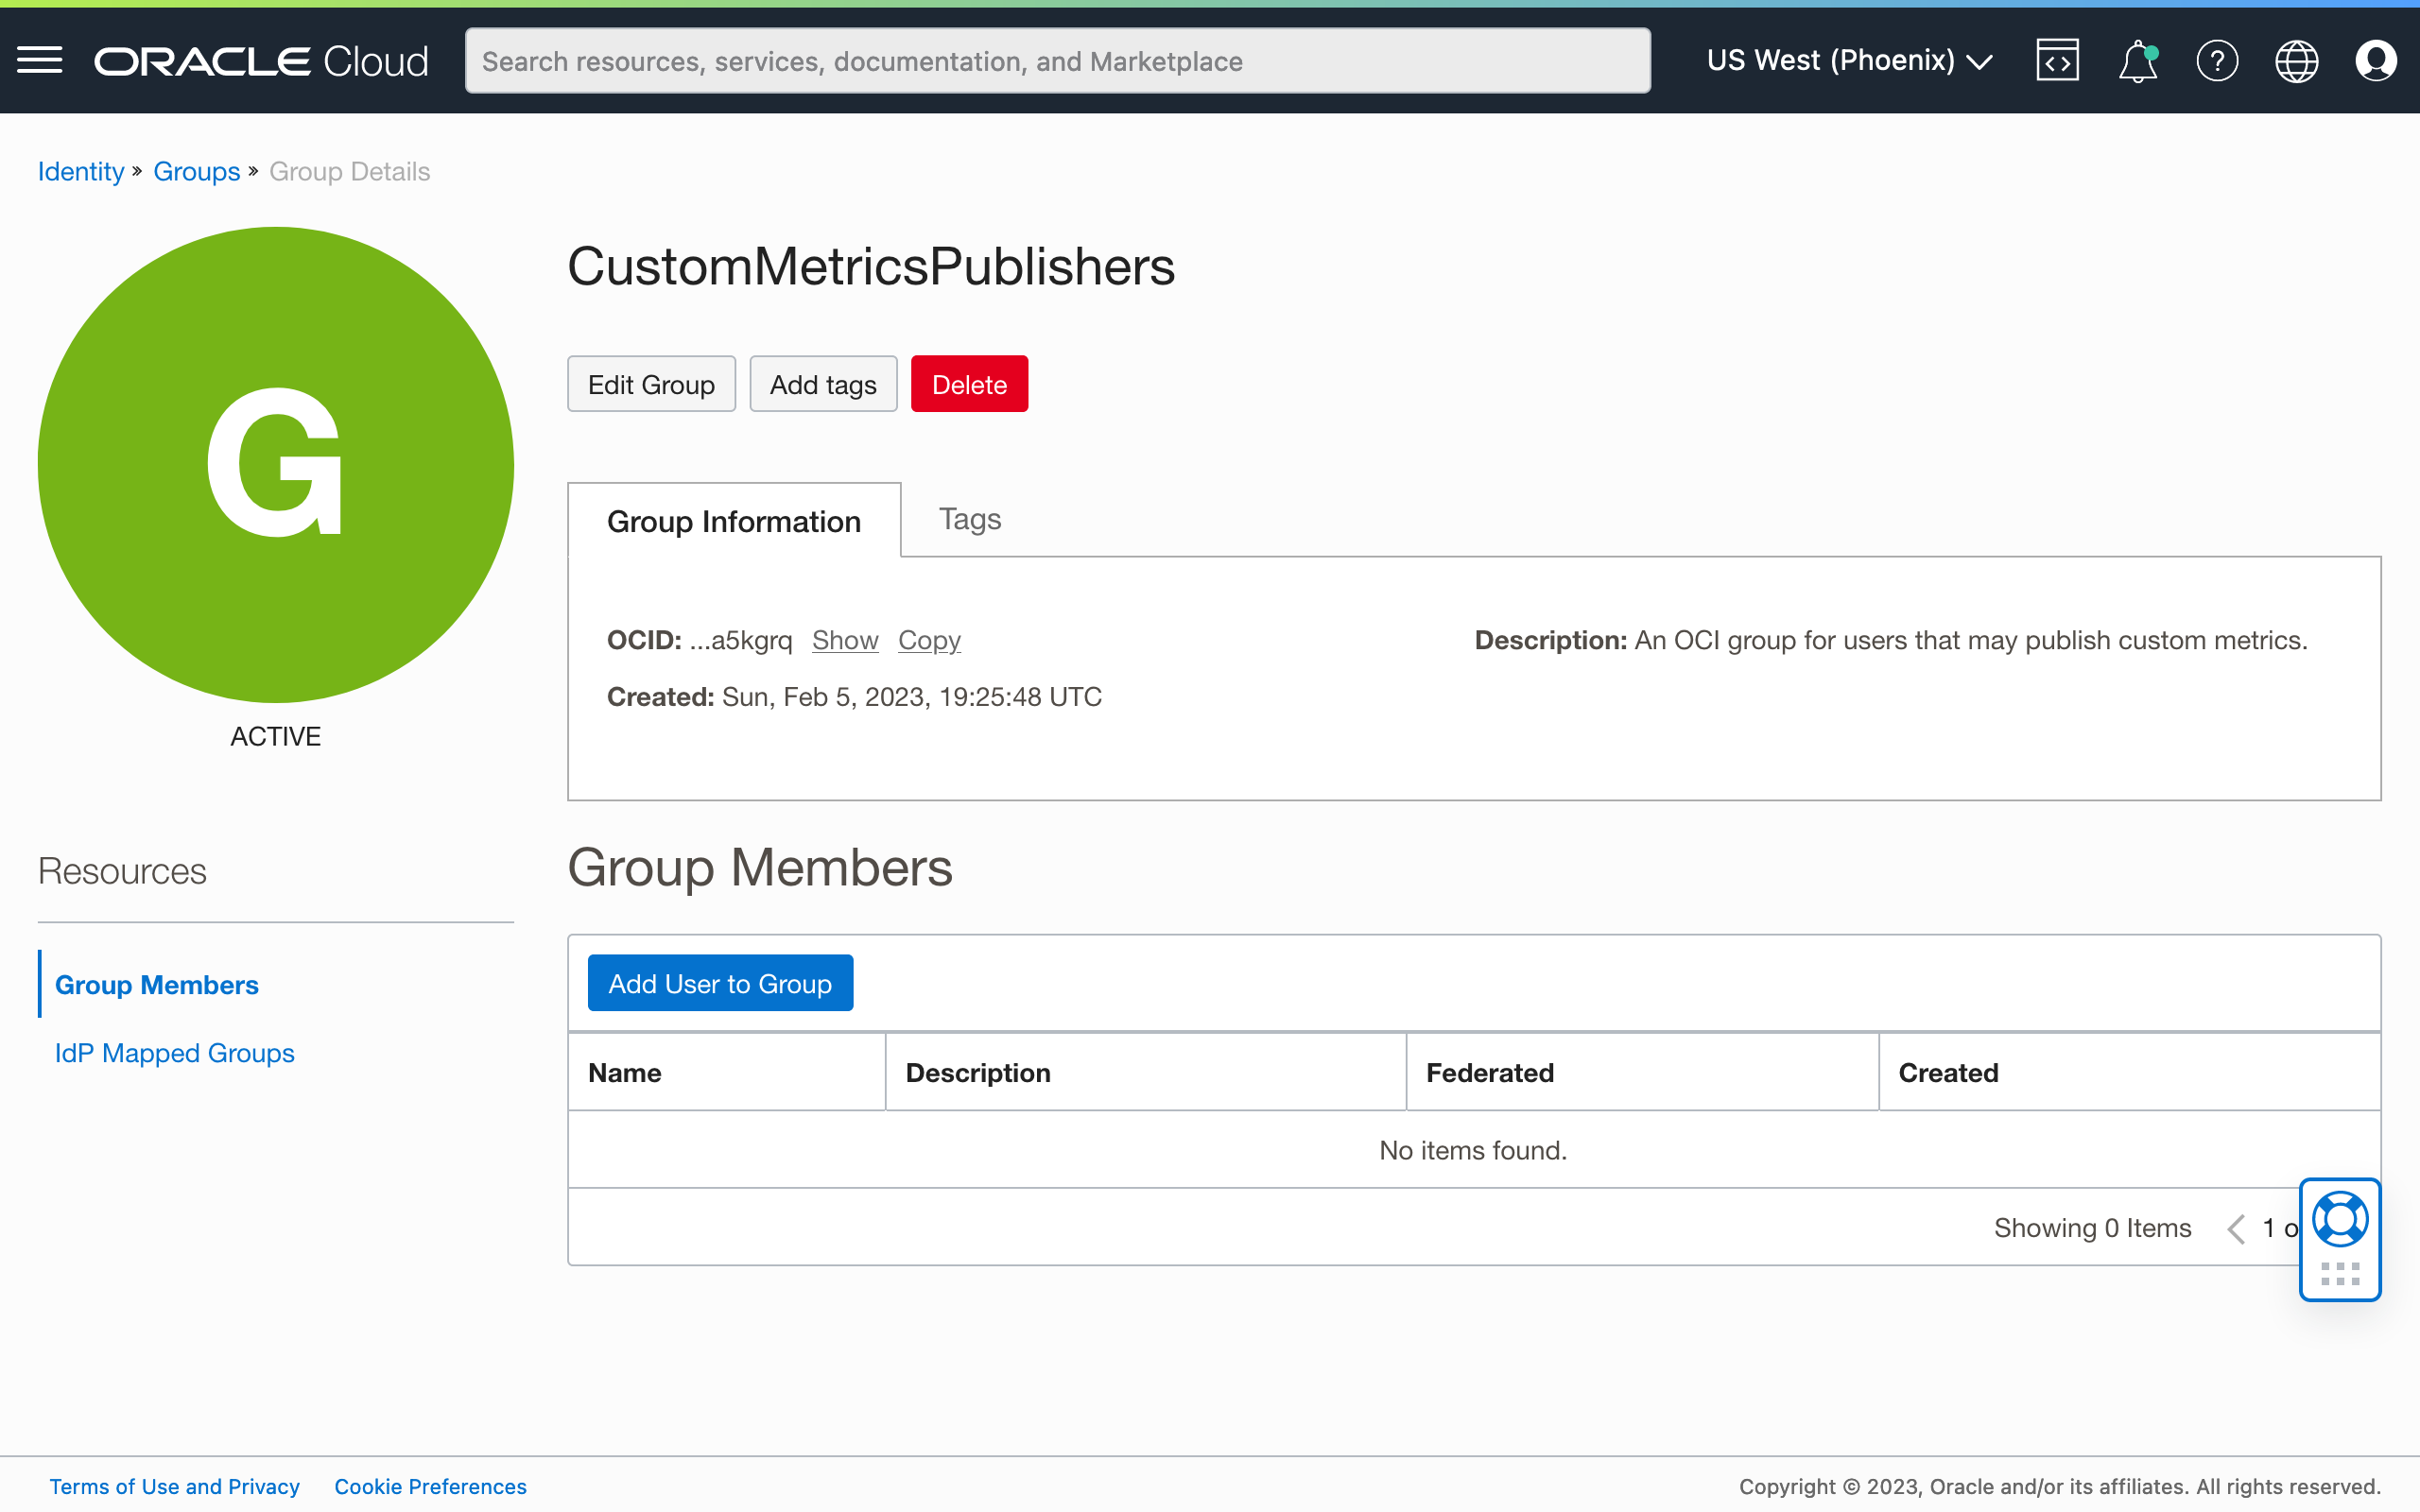 ORACLE Cloud
Search resources, services, documentation, and Marketplace
US West (Phoenix)
Identity » Groups » Group Details
G
ACTIVE
CustomMetricsPublishers
Edit Group
Add tags
Delete
Group Information
Tags
OCID: ...a5kgrq Show Copy
Description: An OCI group for users that may publish custom metrics.
Created: Sun, Feb 5, 2023, 19:25:48 UTC
Resources
Group Members
IdP Mapped Groups
Group Members
Add User to Group
Name Description Federated Created
No items found.
Showing 0 Items 1
Terms of Use and Privacy Cookie Preferences
Copyright © 2023, Oracle and/or its affiliates. All rights reserved.